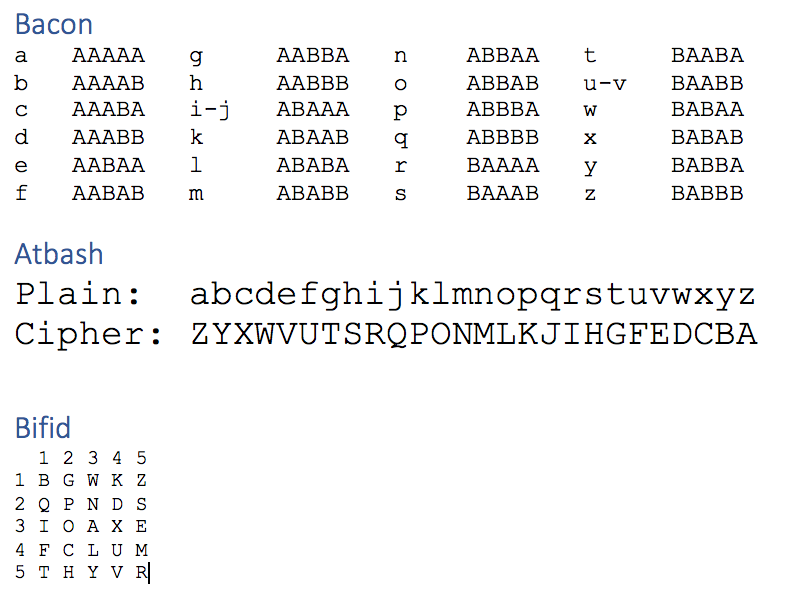 Bacon
a AAAAA g AABBA n ABBAA t BAABA
b AAAAB h AABBB o ABBAB u-v BAABB
c AAABA i-j ABAAA p ABBBA w BABAA
d AAABB k ABAAB q ABBBB x BABAB
e AABAA l ABABA r BAAAA y BABBA
f AABAB m ABABB s BAAAB z BABBB
Atbash
Plain: abcdefghijklmnopqrstuvwxyz
Cipher: ZYXWVUTSRQPONMLKJIHGFEDCBA
Bifid
1 2 3 4 5
1 B G W K Z
2 Q P N D S
3 I O A X E
4 F C L U M
5 T H Y V R